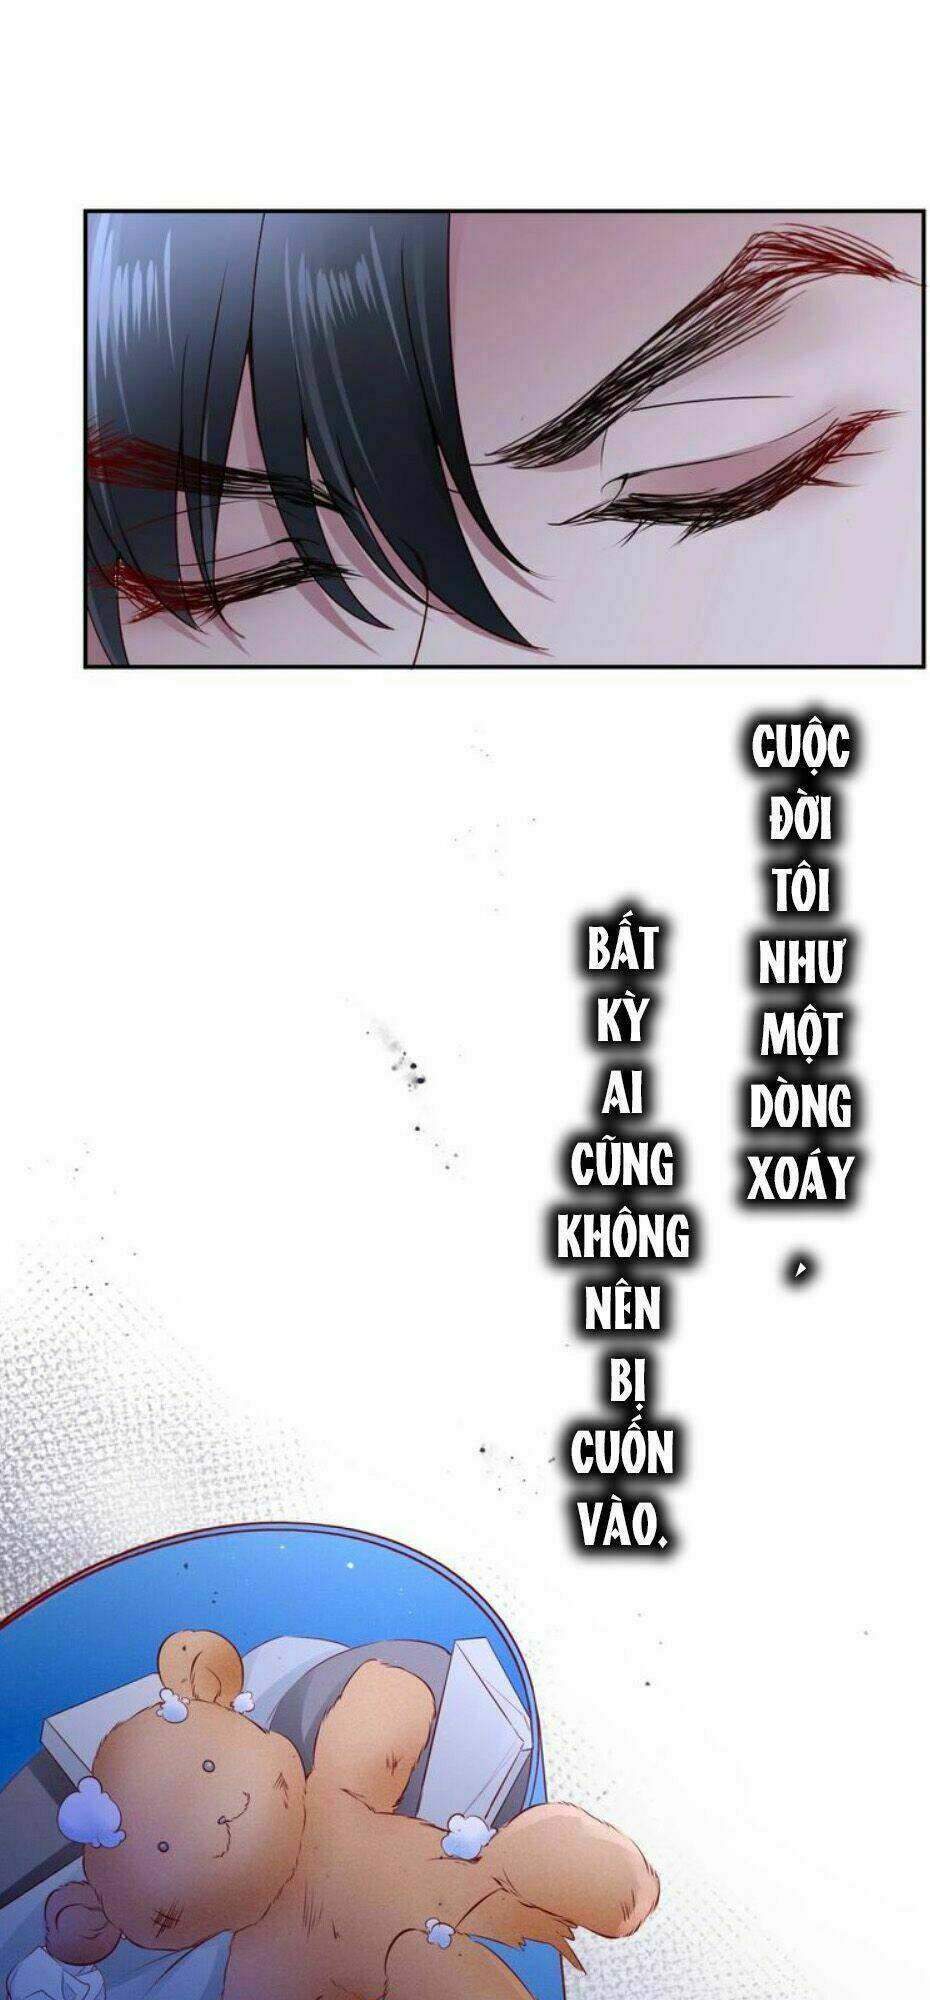 CUỘC
ĐỜI
TÔI
NHƯ
MỘT
DÒNG
XOÁY
,
BẤT
KỲ
AI
CŨNG
KHÔNG
NÊN
BỊ
CUỐN
VÀO.